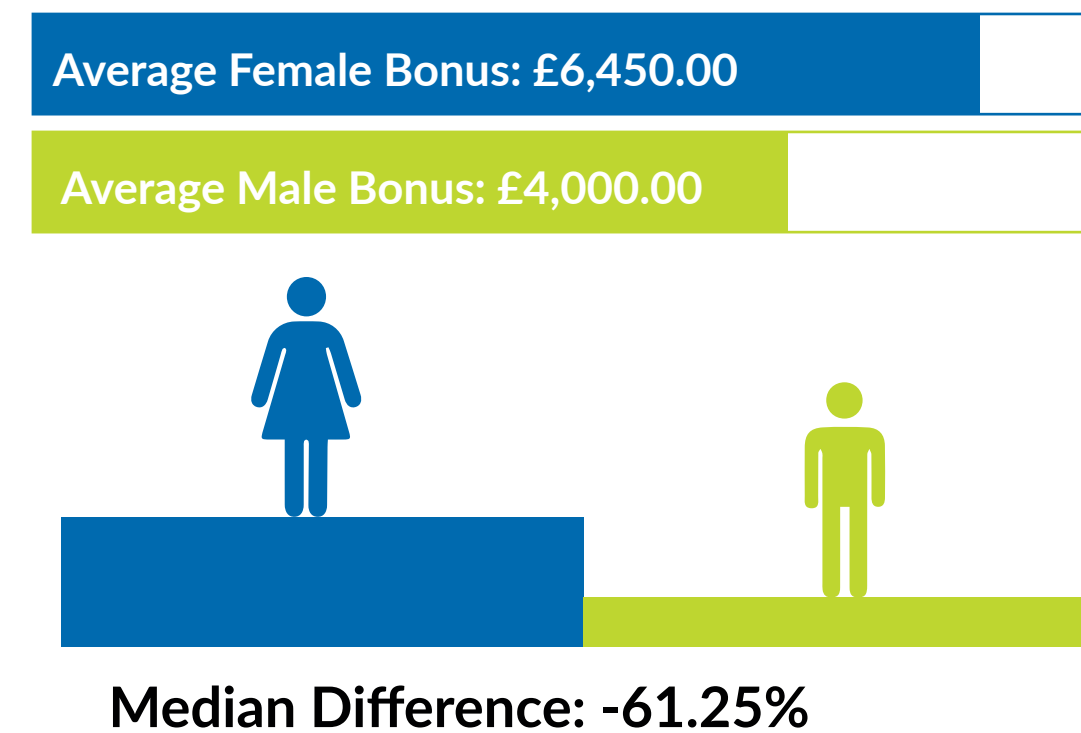 Average Female Bonus: £6,450.00
Average Male Bonus: £4,000.00
Median Difference: -61.25%